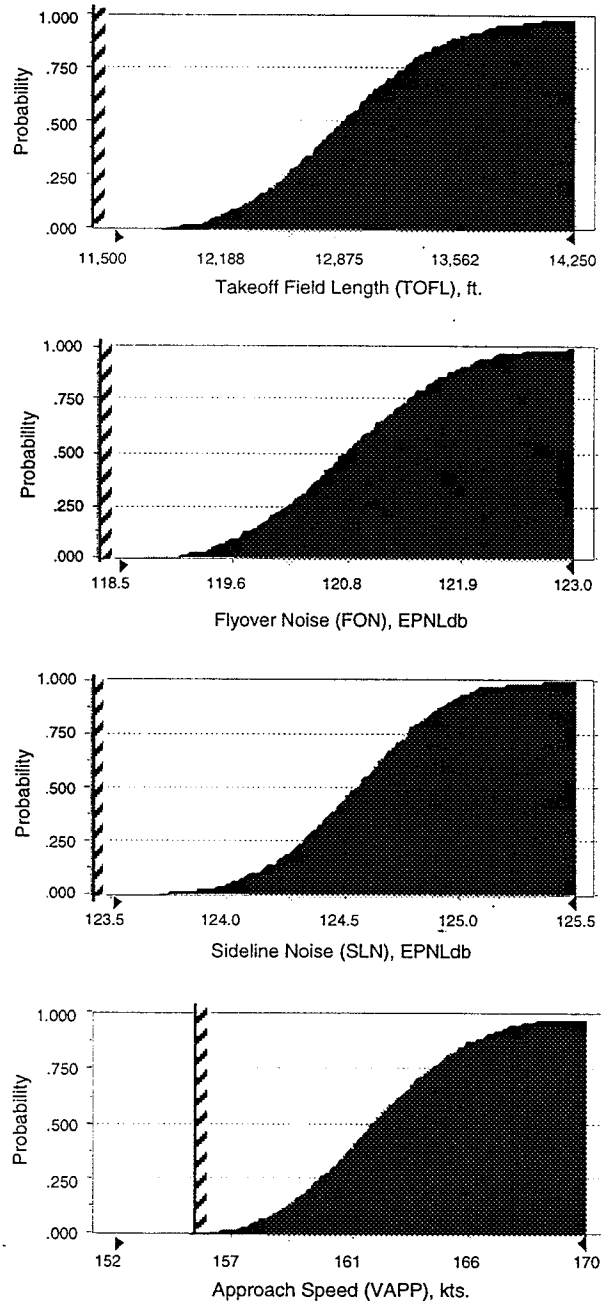 1.000
.750
.500
.250
.000
Probability
11,500 12,188 12,875 13,562 14,250
Takeoff Field Length (TOFL), ft.
1.000
.750
.500
.250
.000
Probability
118.5 119.6 120.8 121.9 123.0
Flyover Noise (FON), EPNLdb
1.000
.750
.500
.250
.000
Probability
123.5 124.0 124.5 125.0 125.5
Sideline Noise (SLN), EPNLdb
1.000
.750
.500
.250
.000
Probability
152 157 161 166 170
Approach Speed (VAPP), kts.